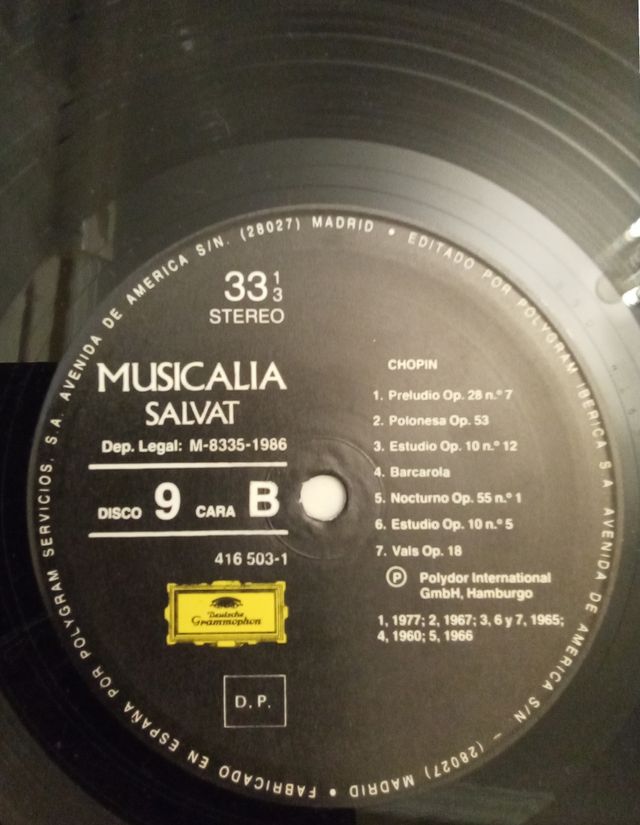 FABRICADO EN ESPAÑA POR POLYGRAM SERVICIOS, S.A. AVENIDA DE AMERICA S/N. (28027) MADRID •
EDITADO POR POLYGRAM IBERICA S A AVENIDA DE AMERICA S/N - (28027) MADRID •
33 1/3
STEREO
MUSICALIA
SALVAT
Dep. Legal: M-8335-1986
DISCO 9 CARA B
416 503-1
Deutsche
Grammophon
D.P.
CHOPIN
1. Preludio Op. 28 n.º 7
2. Polonesa Op. 53
3. Estudio Op. 10 n.º 12
4. Barcarola
5. Nocturno Op. 55 n.º 1
6. Estudio Op. 10 n.º 5
7. Vals Op. 18
Ⓟ Polydor International
GmbH, Hamburgo
1, 1977; 2, 1967; 3, 6 y 7, 1965;
4, 1960; 5, 1966